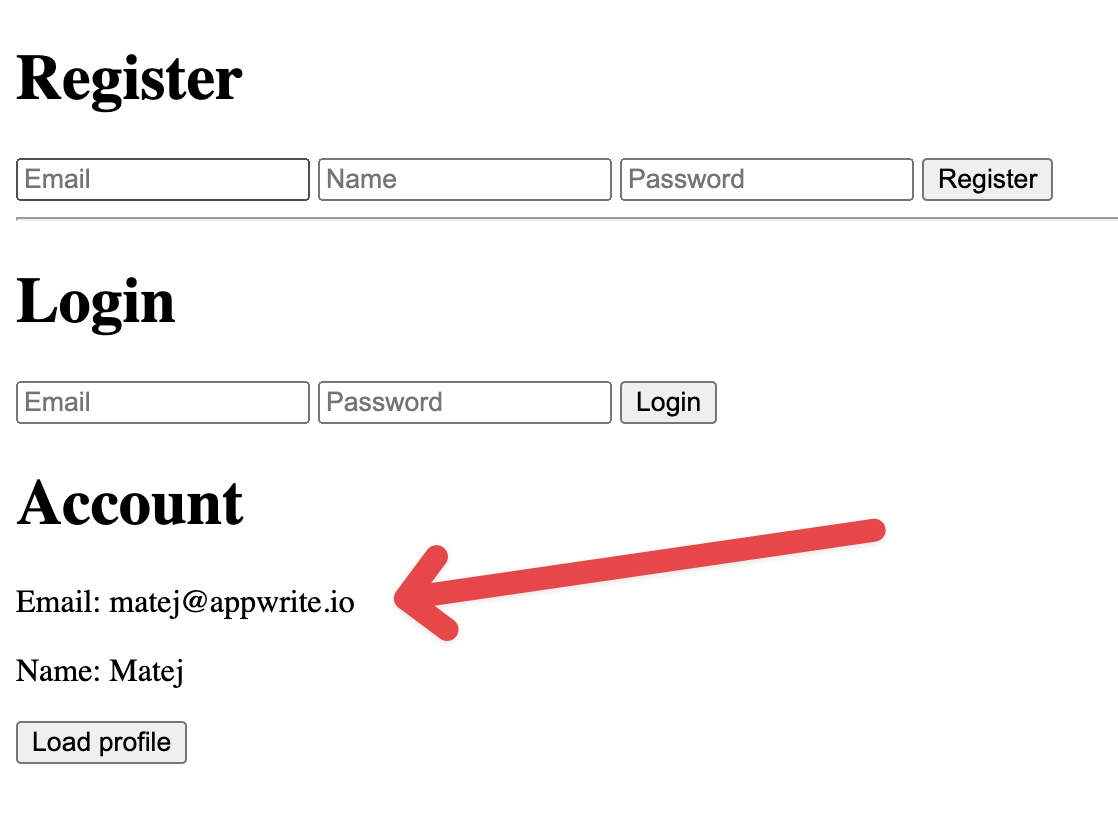 Register
Email Name Password Register
Login
Email Password Login
Account
Email: matej@appwrite.io
Name: Matej
Load profile